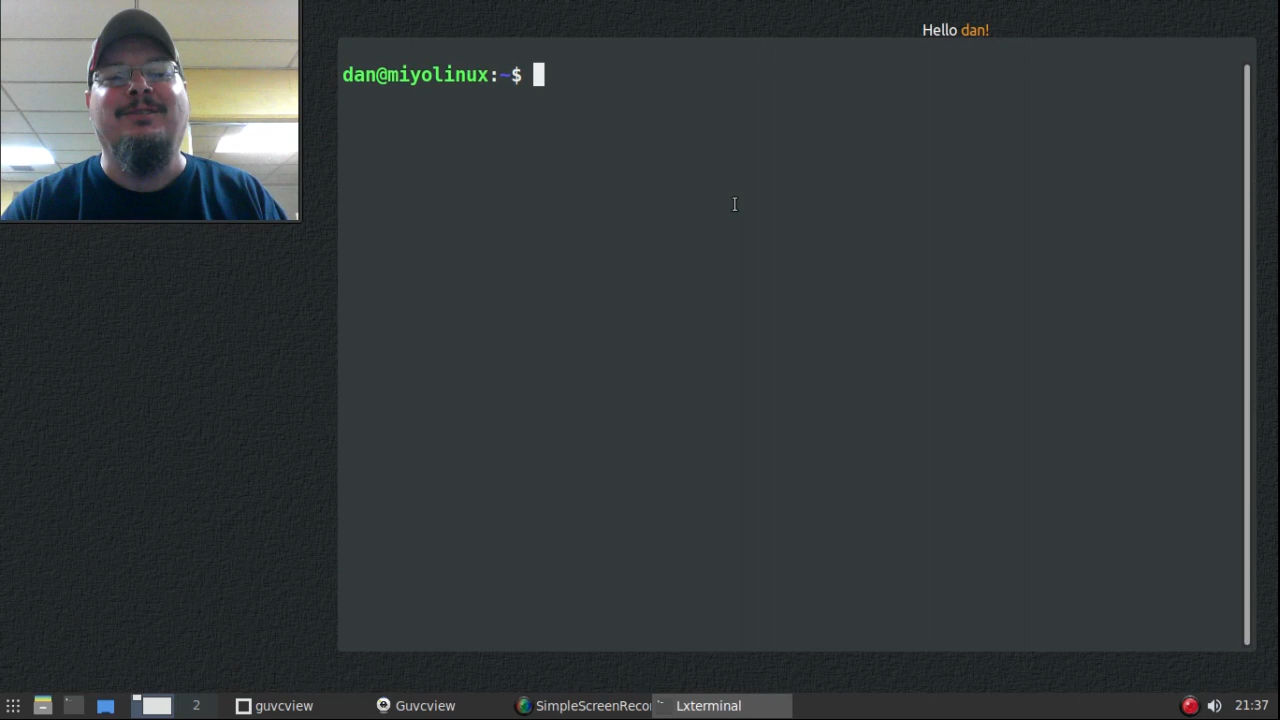 Hello dan!
dan@miyolinux:~$
2 guvcview Guvcview SimpleScreenReco Lxterminal 21:37